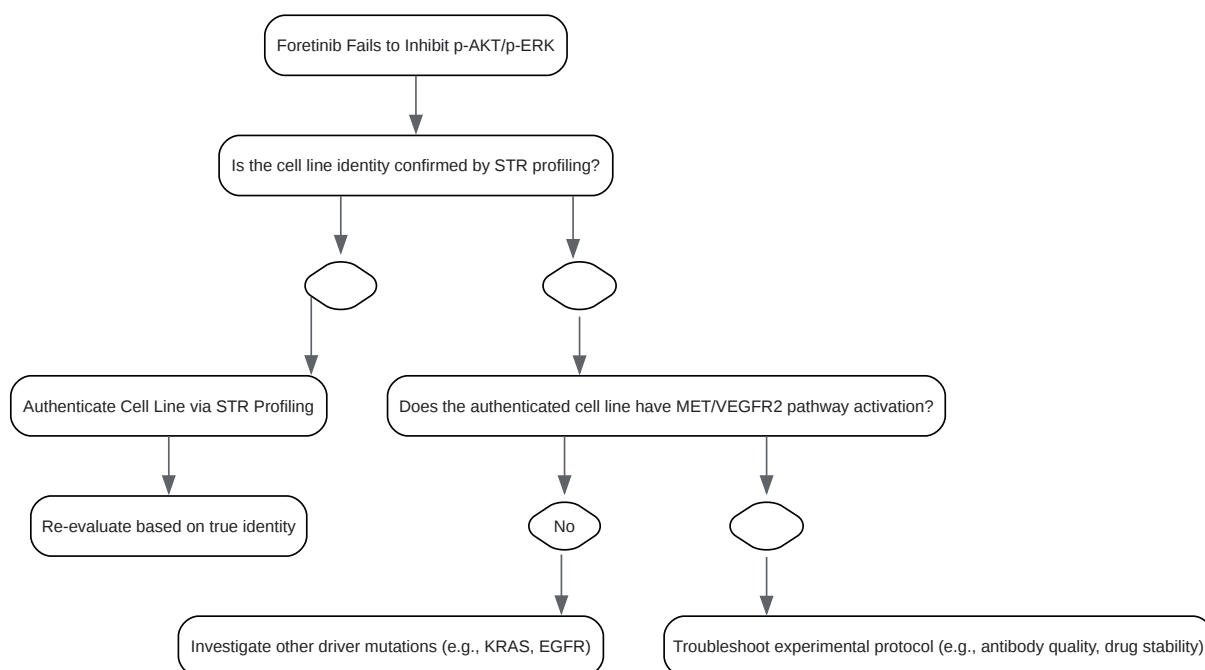 Foretinib Fails to Inhibit p-AKT/p-ERK
Is the cell line identity confirmed by STR profiling?
Authenticate Cell Line via STR Profiling
Does the authenticated cell line have MET/VEGFR2 pathway activation?
Re-evaluate based on true identity
No
Investigate other driver mutations (e.g., KRAS, EGFR)
Troubleshoot experimental protocol (e.g., antibody quality, drug stability)